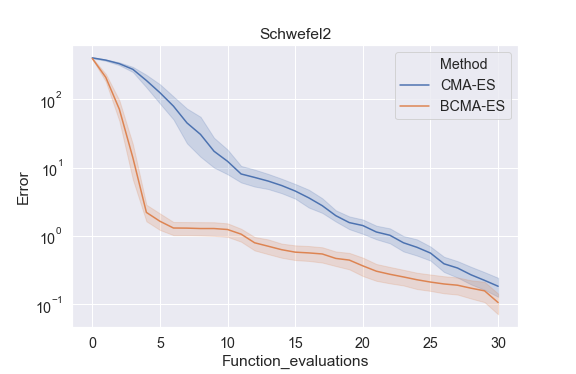 Schwefel2
Method
CMA-ES
BCMA-ES
Error
10²
10¹
10⁰
10⁻¹
0 5 10 15 20 25 30
Function_evaluations